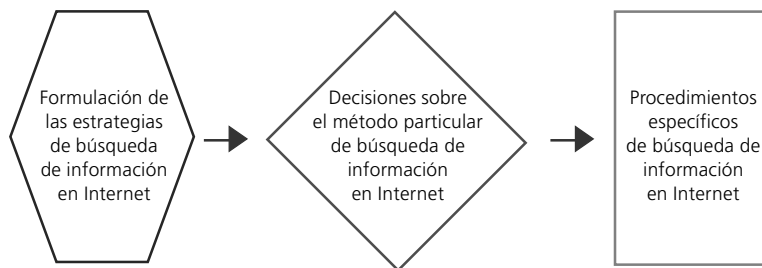 Formulación de
las estrategias
de búsqueda
de información
en Internet
Decisiones sobre
el método particular
de búsqueda de
información
en Internet
Procedimientos
específicos
de búsqueda de
información
en Internet